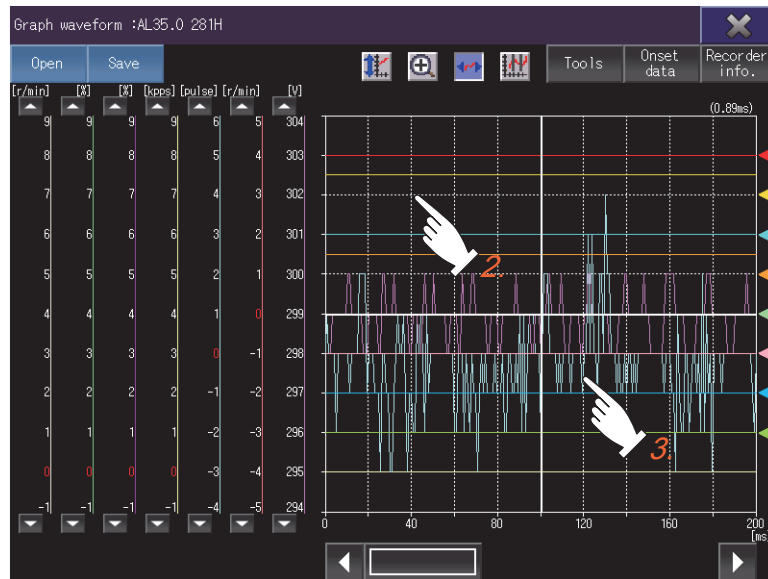 Graph waveform :AL35.0 281H
Open Save Tools Onset data Recorder info.
[r/min] [%] [%] [kpps] [pulse] [r/min] [V]
(0.89ms)
9 9 9 9 6 5 304
8 8 8 8 5 4 303
7 7 7 7 4 3 302
6 6 6 6 3 2 301
5 5 5 5 2 1 300
4 4 4 4 1 0 299
3 3 3 3 0 -1 298
2 2 2 2 -1 -2 297
1 1 1 1 -2 -3 296
0 0 0 0 -3 -4 295
-1 -1 -1 -1 -4 -5 294
2.
3.
0 40 80 120 160 200
[ms]